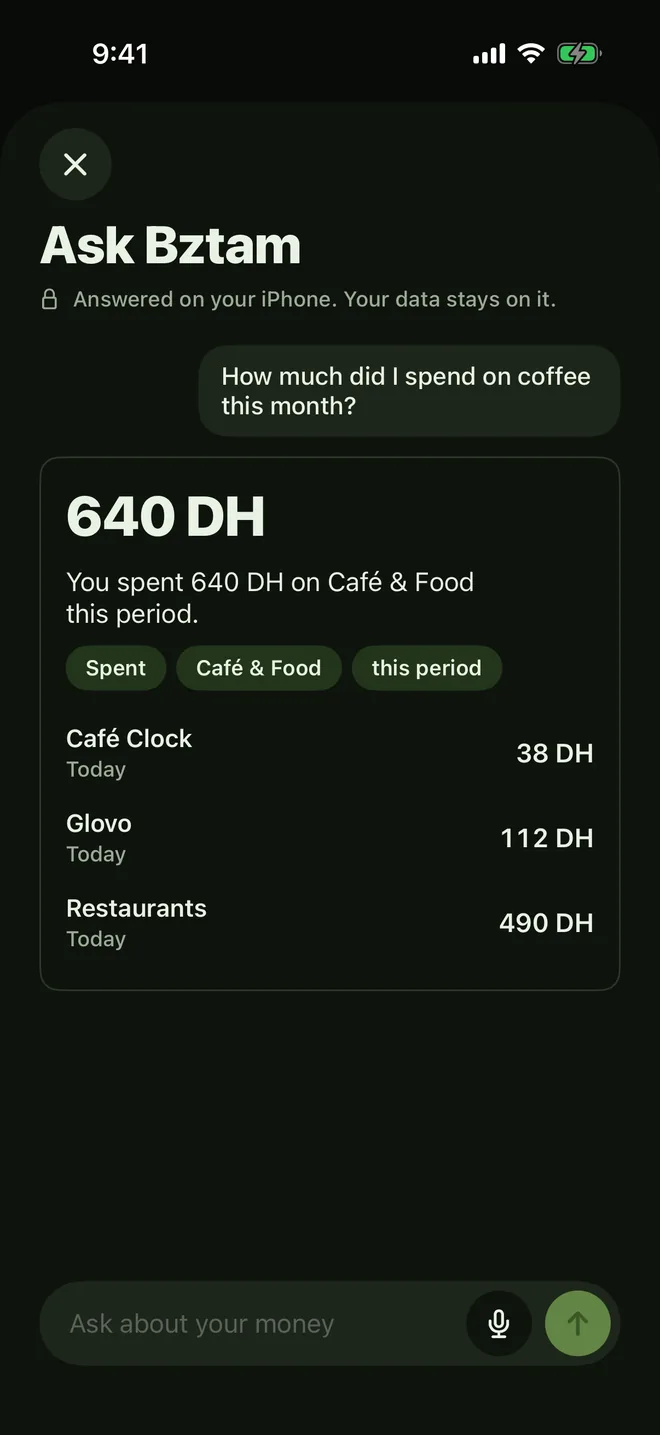 9:41
Ask Bztam
Answered on your iPhone. Your data stays on it.
How much did I spend on coffee
this month?
640 DH
You spent 640 DH on Café & Food
this period.
Spent Café & Food this period
Café Clock
Today
38 DH
Glovo
Today
112 DH
Restaurants
Today
490 DH
Ask about your money